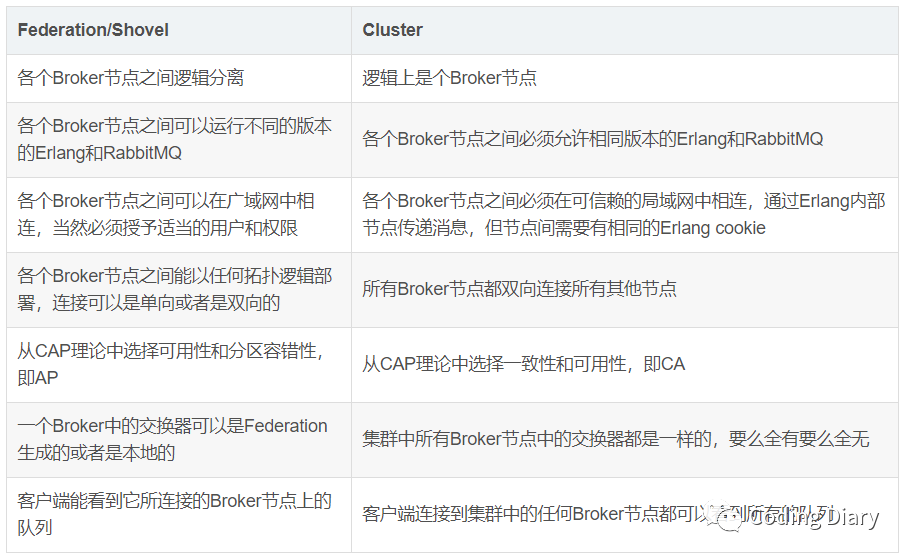 Federation/Shovel
Cluster
各个Broker节点之间逻辑分离
逻辑上是个Broker节点
各个Broker节点之间可以运行不同的版本
的Erlang和RabbitMQ
各个Broker节点之间必须允许相同版本的Erlang和RabbitMQ
各个Broker节点之间可以在广域网中相
连，当然必须授予适当的用户和权限
各个Broker节点之间必须在可信赖的局域网中相连，通过Erlang内部
节点传递消息，但节点间需要有相同的Erlang cookie
各个Broker节点之间能以任何拓扑逻辑部
署，连接可以是单向或者是双向的
所有Broker节点都双向连接所有其他节点
从CAP理论中选择可用性和分区容错性，
即AP
从CAP理论中选择一致性和可用性，即CA
一个Broker中的交换器可以是Federation
生成的或者是本地的
集群中所有Broker节点中的交换器都是一样的，要么全有要么全无
客户端能看到它所连接的Broker节点上的
队列
客户端连接到集群中的任何Broker节点都可以看到所有的队列
Coding Diary